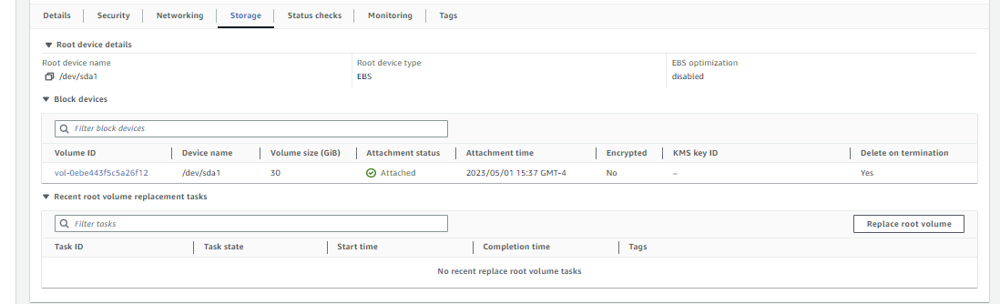 Details Security Networking Storage Status checks Monitoring Tags
Root device details
Root device name Root device type EBS optimization
/dev/sda1 EBS disabled
Block devices
Filter block devices
Volume ID Device name Volume size (GiB) Attachment status Attachment time Encrypted KMS key ID Delete on termination
vol-0ebe443f5c5a26f12 /dev/sda1 30 Attached 2023/05/01 15:37 GMT-4 No – Yes
Recent root volume replacement tasks
Filter tasks Replace root volume
Task ID Task state Start time Completion time Tags
No recent replace root volume tasks